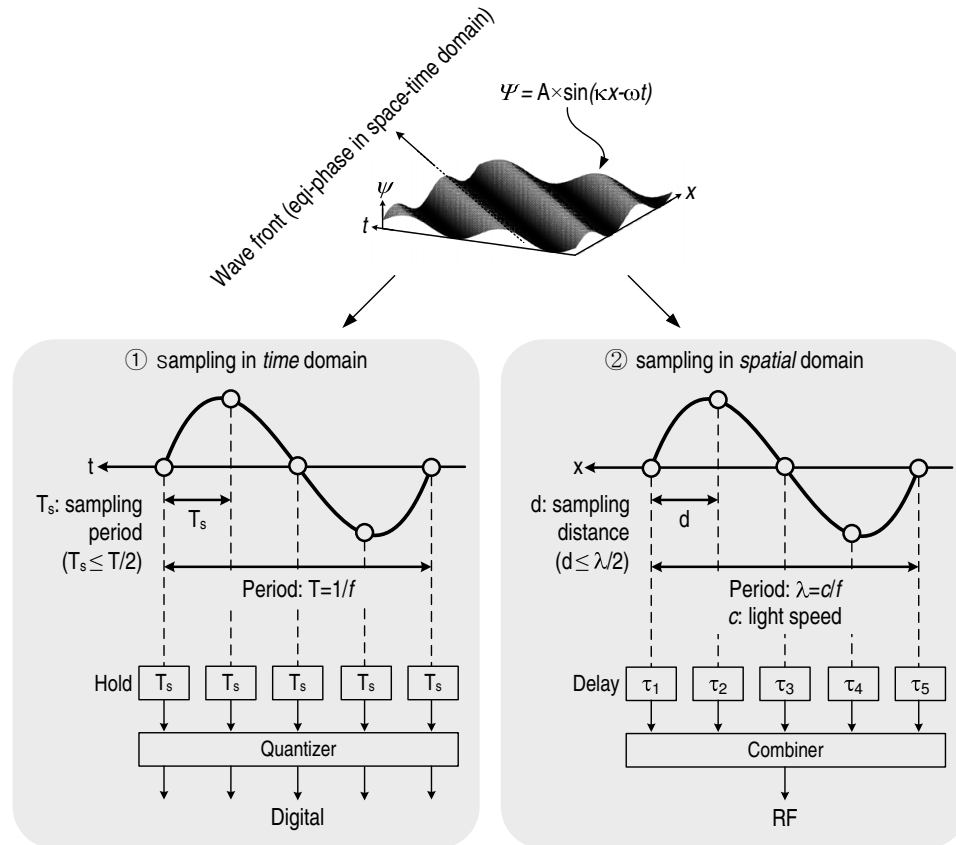 Wave front (eqi-phase in space-time domain)
Ψ = A×sin(κx-ωt)
ψ
t
x
① sampling in time domain
t
Ts: sampling
period
(Ts ≤ T/2)
Ts
Period: T=1/f
Hold
Ts
Ts
Ts
Ts
Ts
Quantizer
Digital
② sampling in spatial domain
x
d: sampling
distance
(d ≤ λ/2)
d
Period: λ=c/f
c: light speed
Delay
τ1
τ2
τ3
τ4
τ5
Combiner
RF